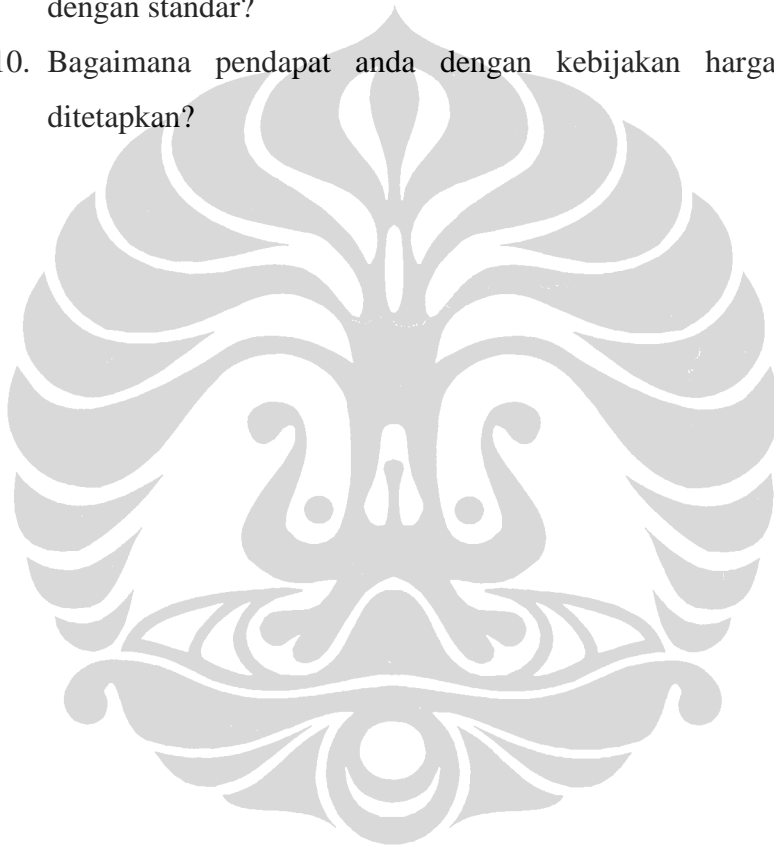 dengan standar?
10. Bagaimana pendapat anda dengan kebijakan harga
ditetapkan?